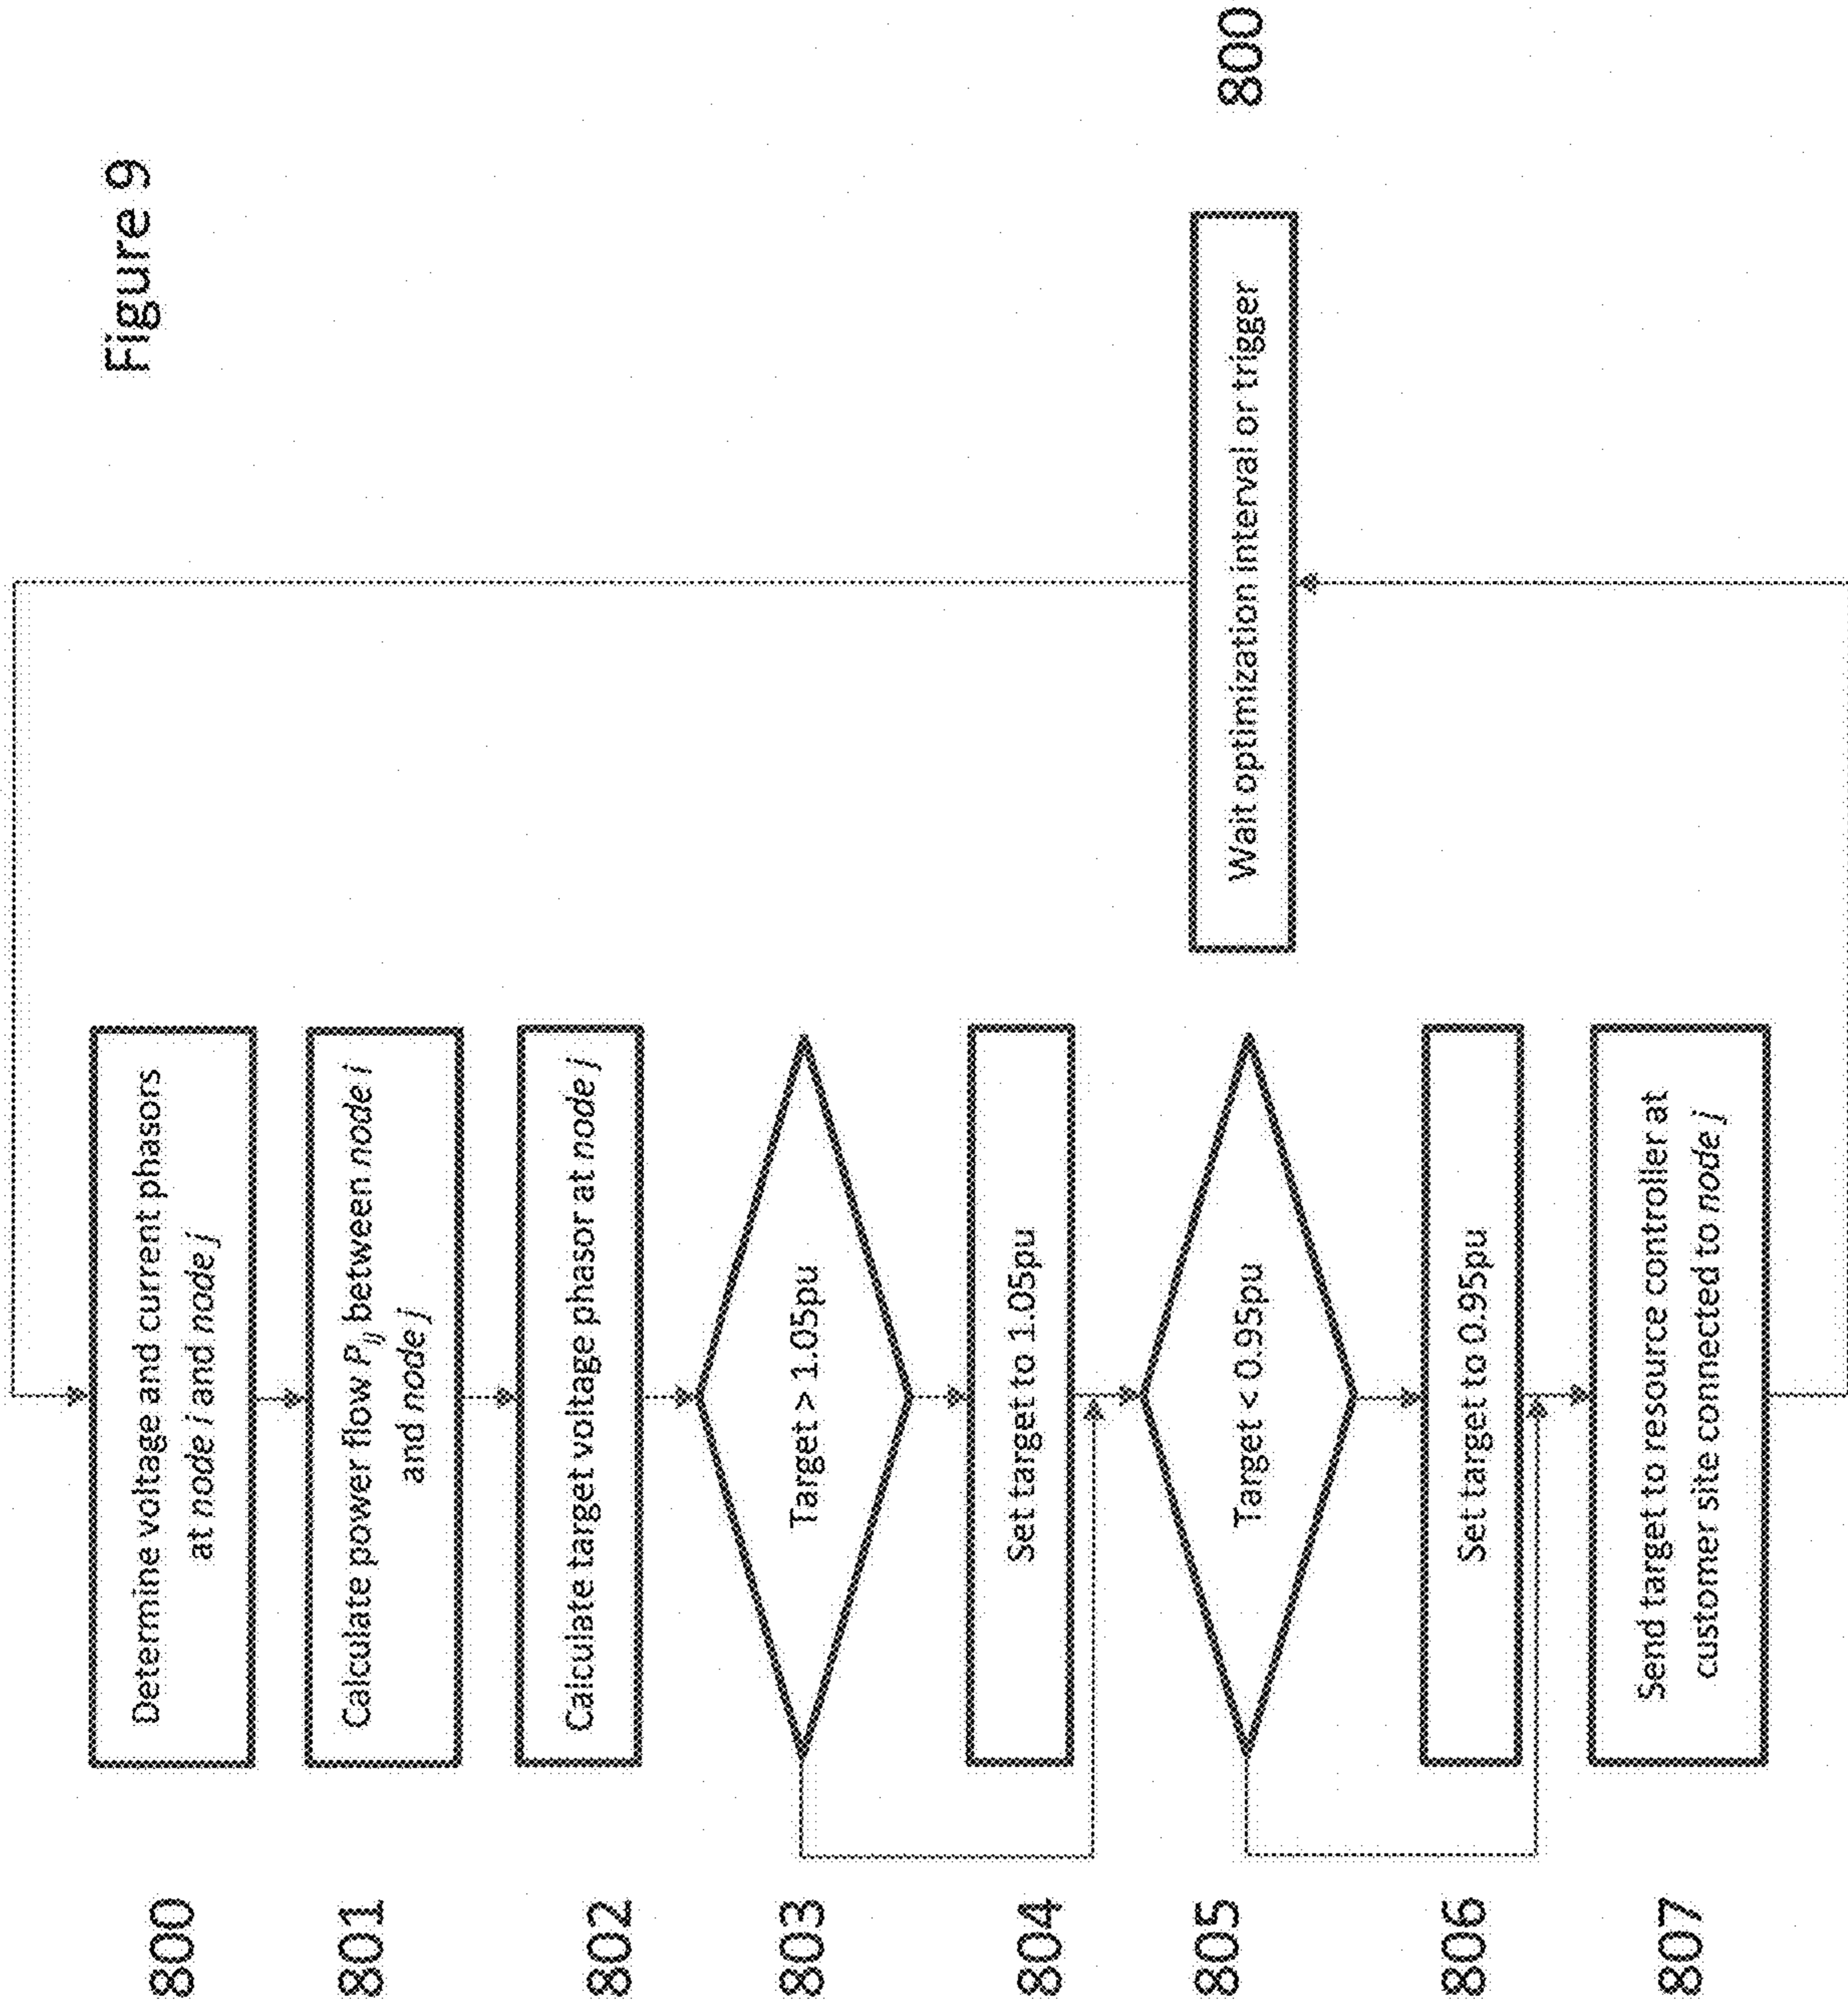 Figure 9
800
Determine voltage and current phasors
at node i and node j
801
Calculate power flow Pij between node i
and node j
802
Calculate target voltage phasor at node j
803
Target > 1.05pu
804
Set target to 1.05pu
805
Target < 0.95pu
806
Set target to 0.95pu
807
Send target to resource controller at
customer site connected to node j
Wait optimization interval or trigger
800